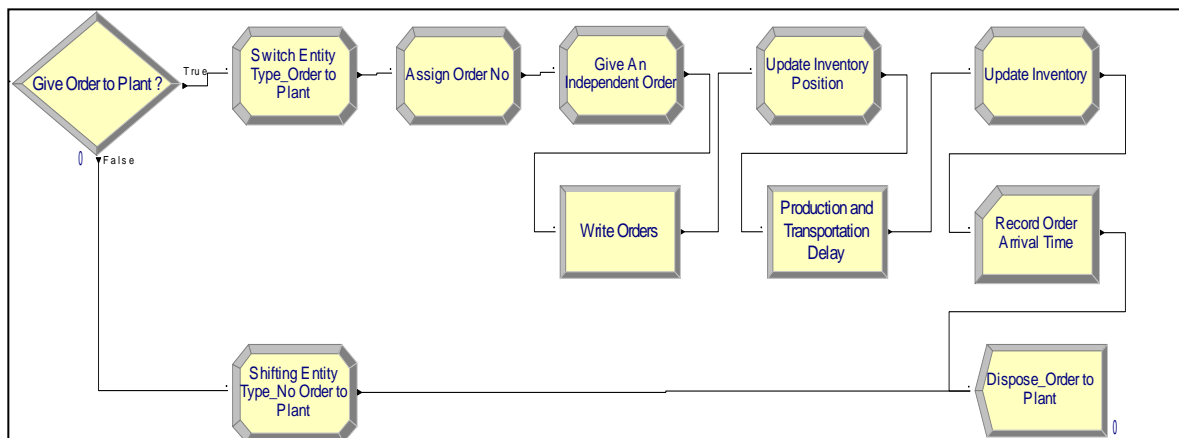 Give Order to Plant ?
True
0
False
Switch Entity
Type_Order to
Plant
Assign Order No
Give An
Independent Order
Write Orders
Update Inventory
Position
Production and
Transportation
Delay
Update Inventory
Record Order
Arrival Time
Shifting Entity
Type_No Order to
Plant
Dispose_Order to
Plant
0